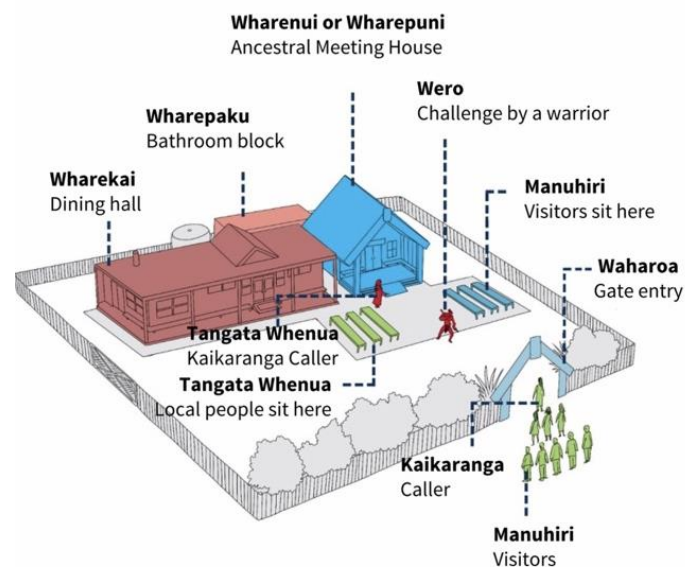 Wharenui or Wharepuni
Ancestral Meeting House
Wero
Challenge by a warrior
Wharepaku
Bathroom block
Wharekai
Dining hall
Manuhiri
Visitors sit here
Waharoa
Gate entry
Tangata Whenua
Kaikaranga Caller
Tangata Whenua
Local people sit here
Kaikaranga
Caller
Manuhiri
Visitors